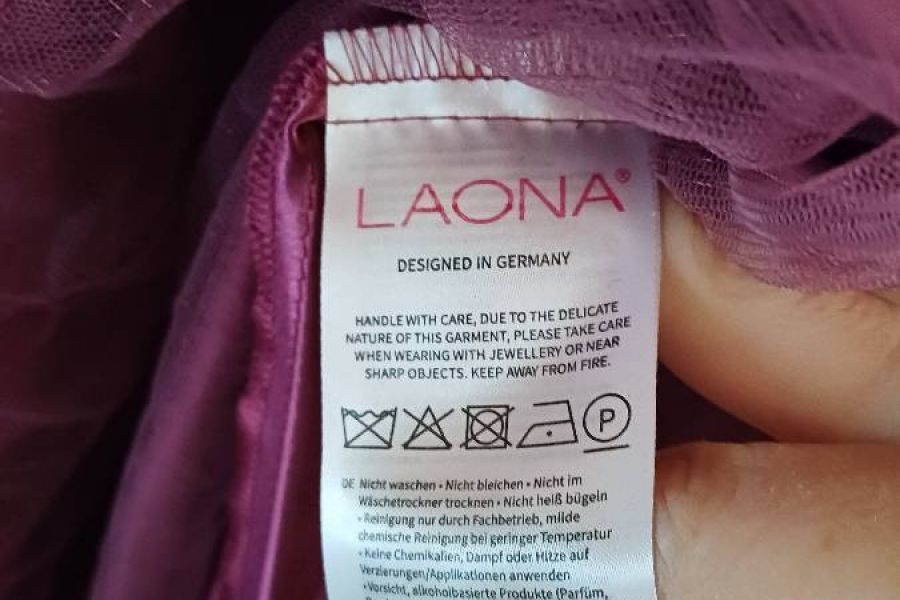 LAONA®
DESIGNED IN GERMANY
HANDLE WITH CARE, DUE TO THE DELICATE
NATURE OF THIS GARMENT, PLEASE TAKE CARE
WHEN WEARING WITH JEWELLERY OR NEAR
SHARP OBJECTS. KEEP AWAY FROM FIRE.
P
DE Nicht waschen • Nicht bleichen • Nicht im
Wäschetrockner trocknen • Nicht heiß bügeln
• Reinigung nur durch Fachbetrieb, milde
chemische Reinigung bei geringer Temperatur
• Keine Chemikalien, Dampf oder Hitze auf
Verzierungen/Applikationen anwenden
• Vorsicht, alkoholbasierte Produkte (Parfüm,